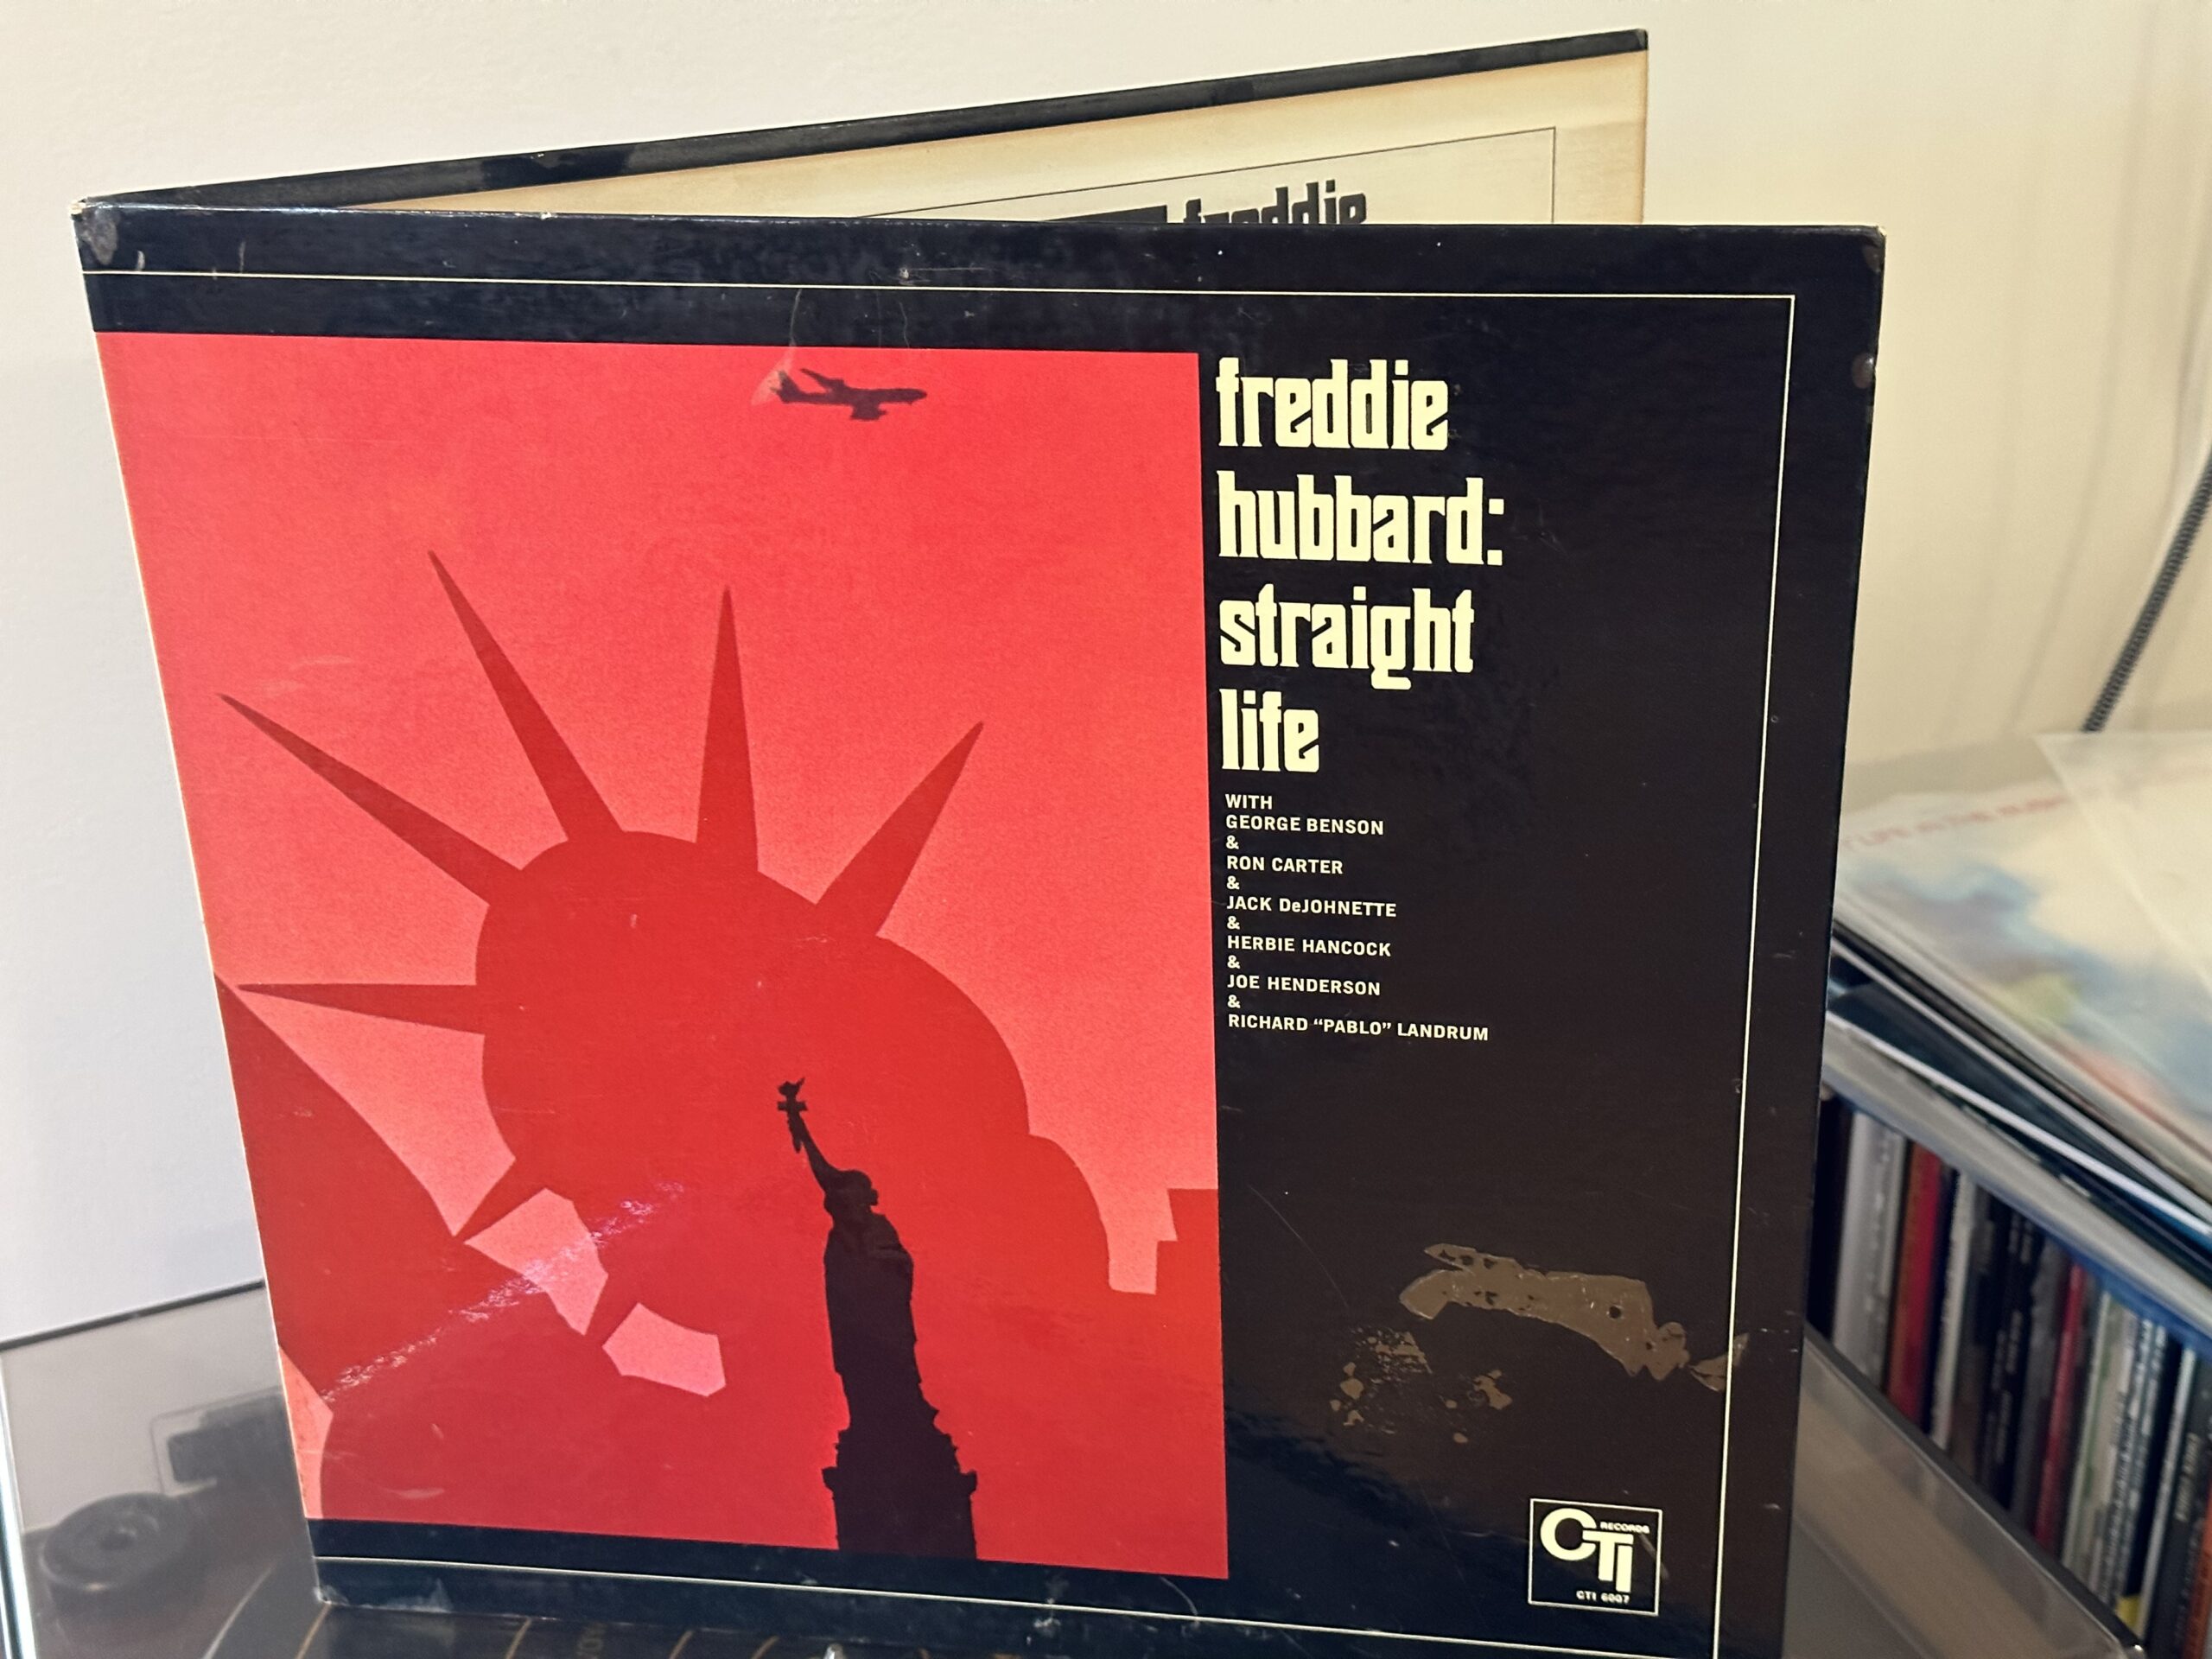 freddie
freddie
hubbard:
straight
life
WITH
GEORGE BENSON
&
RON CARTER
&
JACK DeJOHNETTE
&
HERBIE HANCOCK
&
JOE HENDERSON
&
RICHARD “PABLO” LANDRUM
CTI RECORDS
CTI 6007